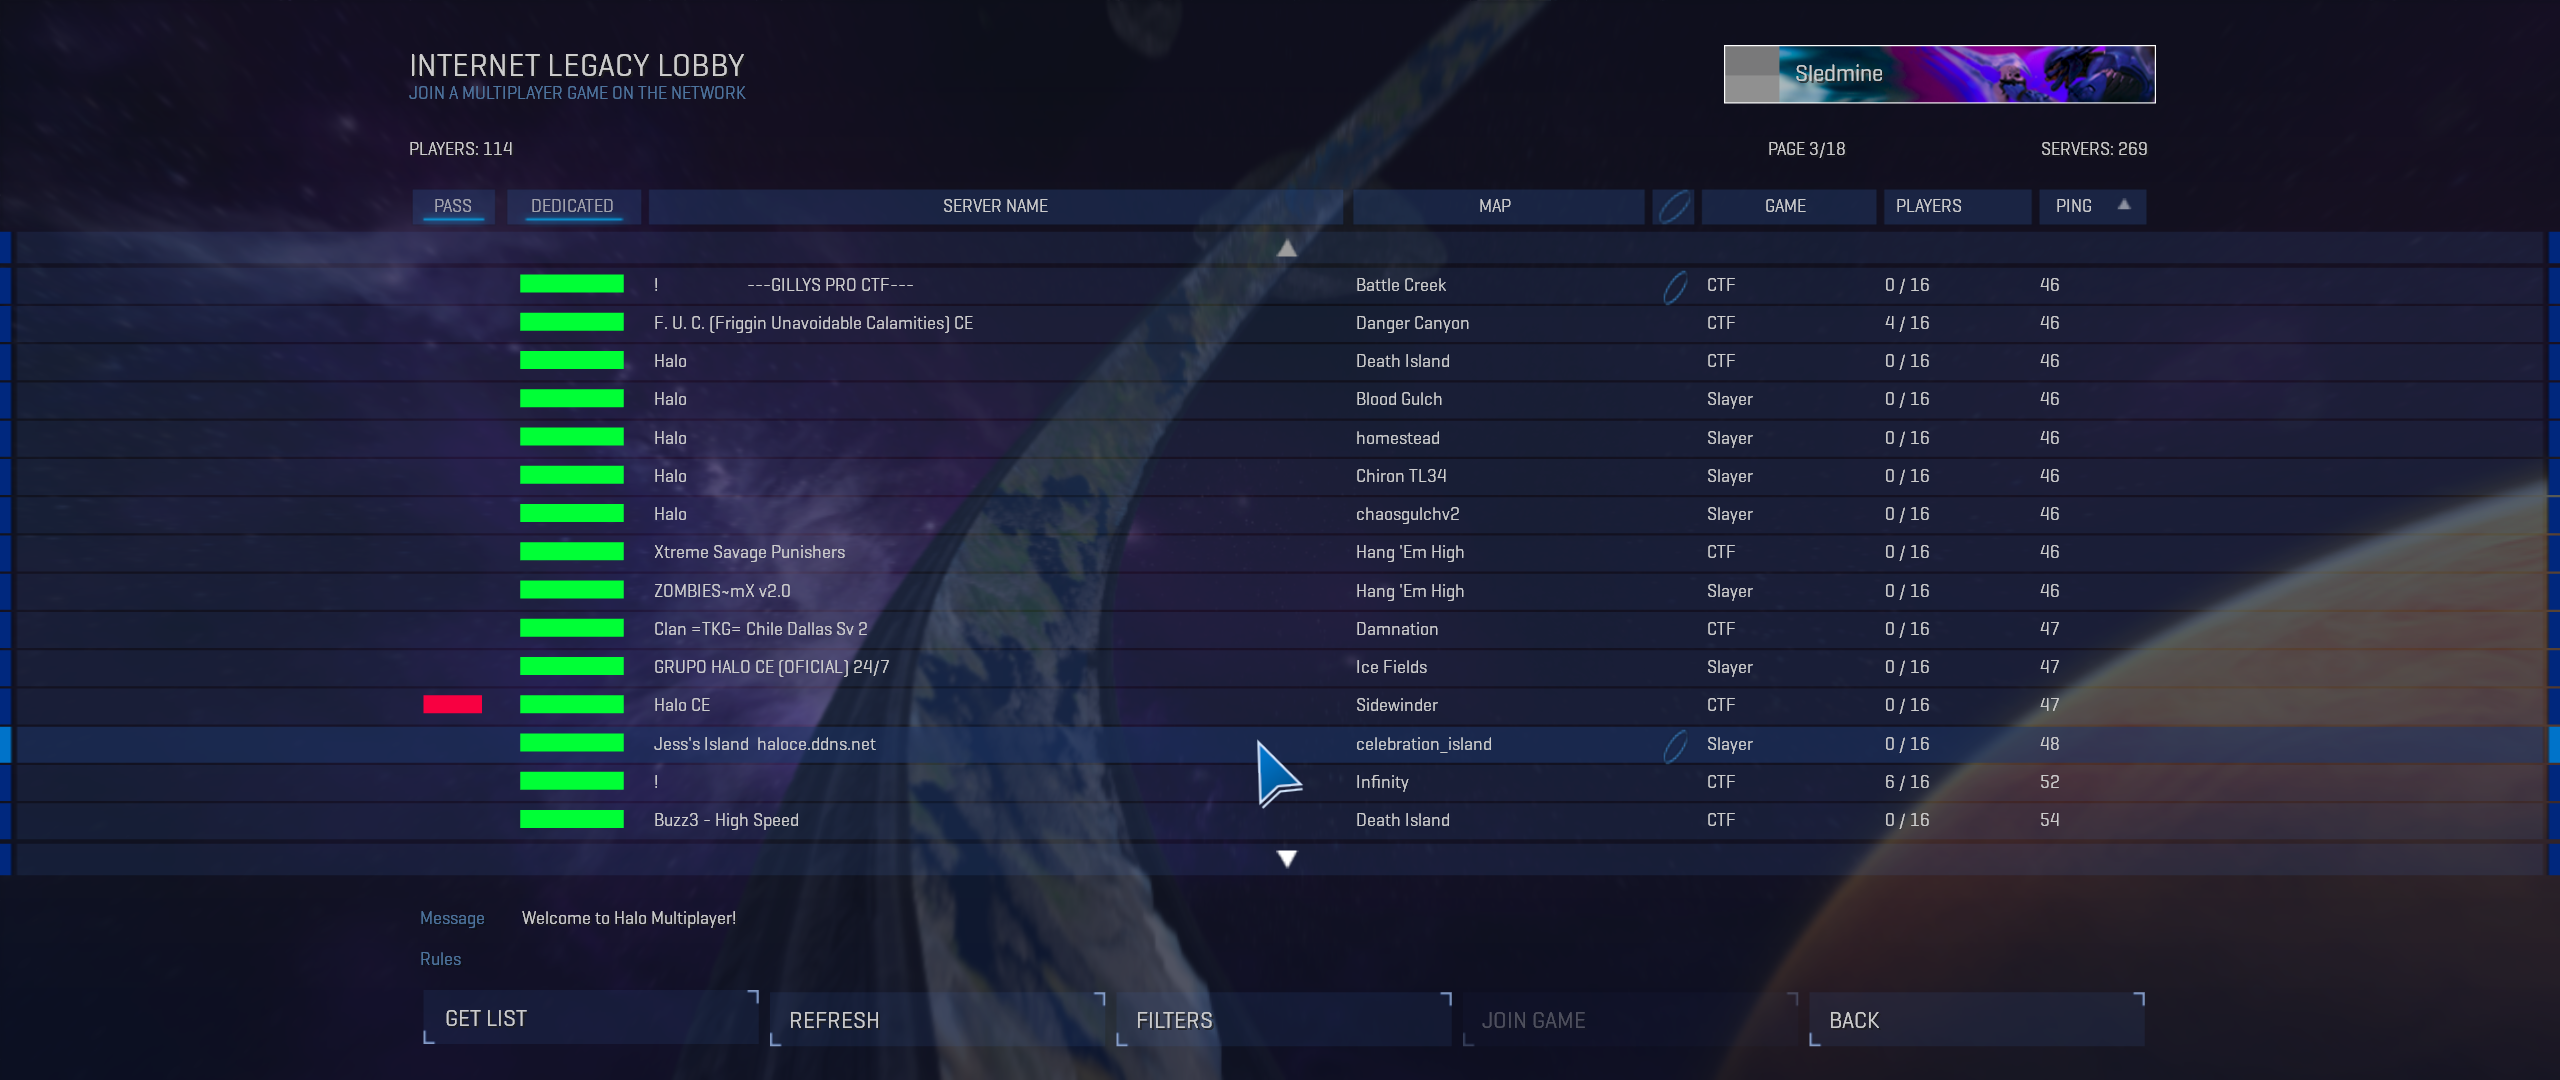 INTERNET LEGACY LOBBY
JOIN A MULTIPLAYER GAME ON THE NETWORK
Sledmine
PLAYERS: 114 PAGE 3/18 SERVERS: 269
PASS DEDICATED SERVER NAME MAP GAME PLAYERS PING
! ---GILLYS PRO CTF--- Battle Creek CTF 0 / 16 46
F. U. C. (Friggin Unavoidable Calamities) CE Danger Canyon CTF 4 / 16 46
Halo Death Island CTF 0 / 16 46
Halo Blood Gulch Slayer 0 / 16 46
Halo homestead Slayer 0 / 16 46
Halo Chiron TL34 Slayer 0 / 16 46
Halo chaosgulchv2 Slayer 0 / 16 46
Xtreme Savage Punishers Hang 'Em High CTF 0 / 16 46
ZOMBIES~mX v2.0 Hang 'Em High Slayer 0 / 16 46
Clan =TKG= Chile Dallas Sv 2 Damnation CTF 0 / 16 47
GRUPO HALO CE (OFICIAL) 24/7 Ice Fields Slayer 0 / 16 47
Halo CE Sidewinder CTF 0 / 16 47
Jess's Island  haloce.ddns.net celebration_island Slayer 0 / 16 48
! Infinity CTF 6 / 16 52
Buzz3 - High Speed Death Island CTF 0 / 16 54
Message Welcome to Halo Multiplayer!
Rules
GET LIST REFRESH FILTERS JOIN GAME BACK